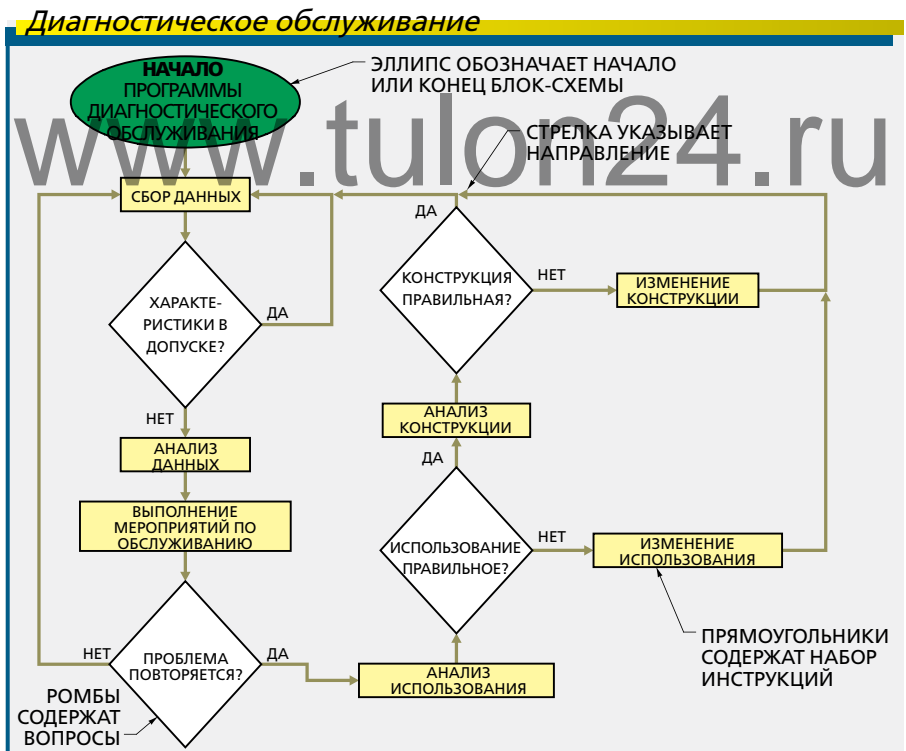 Диагностическое обслуживание
НАЧАЛО
ПРОГРАММЫ
ДИАГНОСТИЧЕСКОГО
ОБСЛУЖИВАНИЯ
ЭЛЛИПС ОБОЗНАЧАЕТ НАЧАЛО
ИЛИ КОНЕЦ БЛОК-СХЕМЫ
www.tulon24.ru
СТРЕЛКА УКАЗЫВАЕТ
НАПРАВЛЕНИЕ
СБОР ДАННЫХ
ХАРАКТЕ-
РИСТИКИ В
ДОПУСКЕ?
ДА
НЕТ
АНАЛИЗ
ДАННЫХ
ВЫПОЛНЕНИЕ
МЕРОПРИЯТИЙ ПО
ОБСЛУЖИВАНИЮ
ПРОБЛЕМА
ПОВТОРЯЕТСЯ?
НЕТ
ДА
РОМБЫ
СОДЕРЖАТ
ВОПРОСЫ
АНАЛИЗ
ИСПОЛЬЗОВАНИЯ
ИСПОЛЬЗОВАНИЕ
ПРАВИЛЬНОЕ?
НЕТ
ИЗМЕНЕНИЕ
ИСПОЛЬЗОВАНИЯ
ПРЯМОУГОЛЬНИКИ
СОДЕРЖАТ НАБОР
ИНСТРУКЦИЙ
ДА
АНАЛИЗ
КОНСТРУКЦИИ
КОНСТРУКЦИЯ
ПРАВИЛЬНАЯ?
ДА
НЕТ
ИЗМЕНЕНИЕ
КОНСТРУКЦИИ